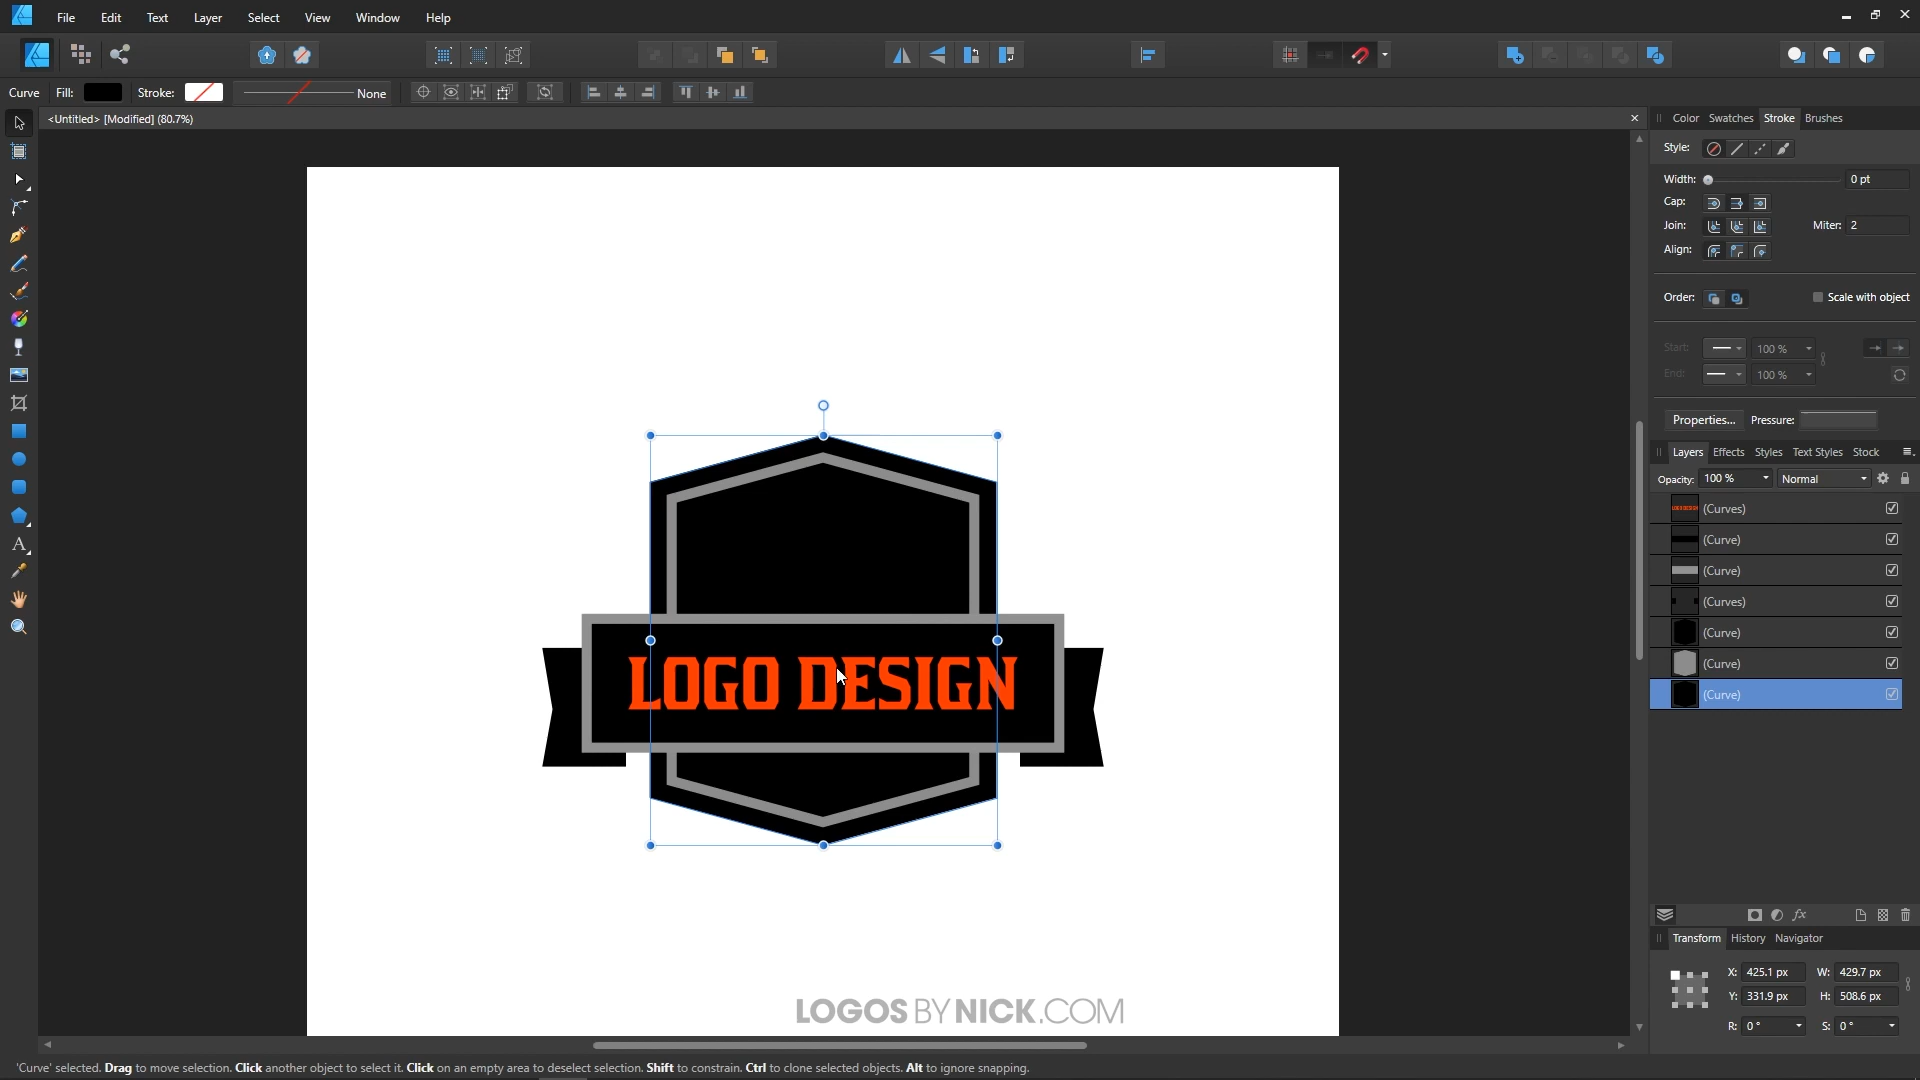 File Edit Text Layer Select View Window Help
Curve Fill: Stroke: None
<Untitled> [Modified] (80.7%)
Color Swatches Stroke Brushes
Style:
Width: 0 pt
Cap:
Join: Miter: 2
Align:
Order: Scale with object
Start: 100 %
End: 100 %
Properties... Pressure:
Layers Effects Styles Text Styles Stock
Opacity: 100 % Normal
(Curves)
(Curve)
(Curve)
(Curves)
(Curve)
(Curve)
(Curve)
LOGO DESIGN
Transform History Navigator
X: 425.1 px W: 429.7 px
Y: 331.9 px H: 508.6 px
R: 0 ° S: 0 °
LOGOS BY NICK.COM
'Curve' selected. Drag to move selection. Click another object to select it. Click on an empty area to deselect selection. Shift to constrain. Ctrl to clone selected objects. Alt to ignore snapping.